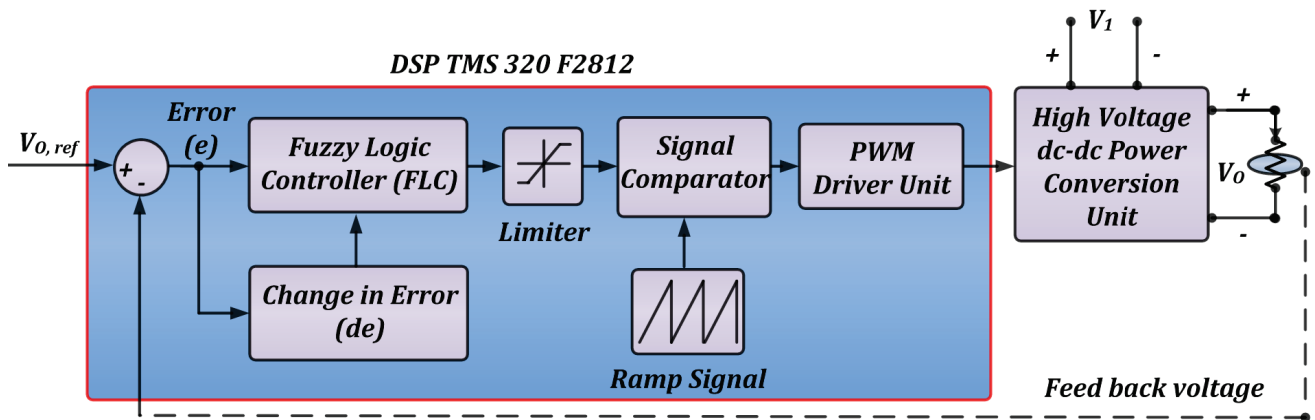 DSP TMS 320 F2812
V1
+
-
VO, ref
+
-
Error
(e)
Fuzzy Logic
Controller (FLC)
Limiter
Signal
Comparator
PWM
Driver Unit
High Voltage
dc-dc Power
Conversion
Unit
+
VO
-
Change in Error
(de)
Ramp Signal
Feed back voltage